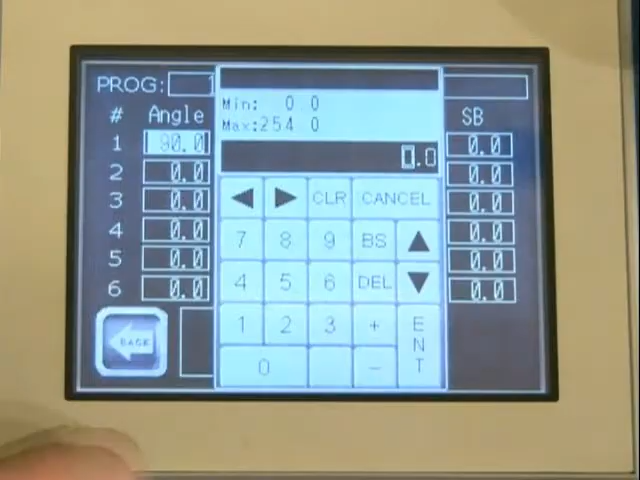 PROG: 1
Min: 0 0
Max:254 0
# Angle SB
0.0
1 90.0 0.0
2 0.0 0.0
3 0.0 0.0
4 0.0 0.0
5 0.0 0.0
6 0.0 0.0
◀ ▶ CLR CANCEL
7 8 9 BS ▲
4 5 6 DEL ▼
1 2 3 + ENT
0 −
BACK